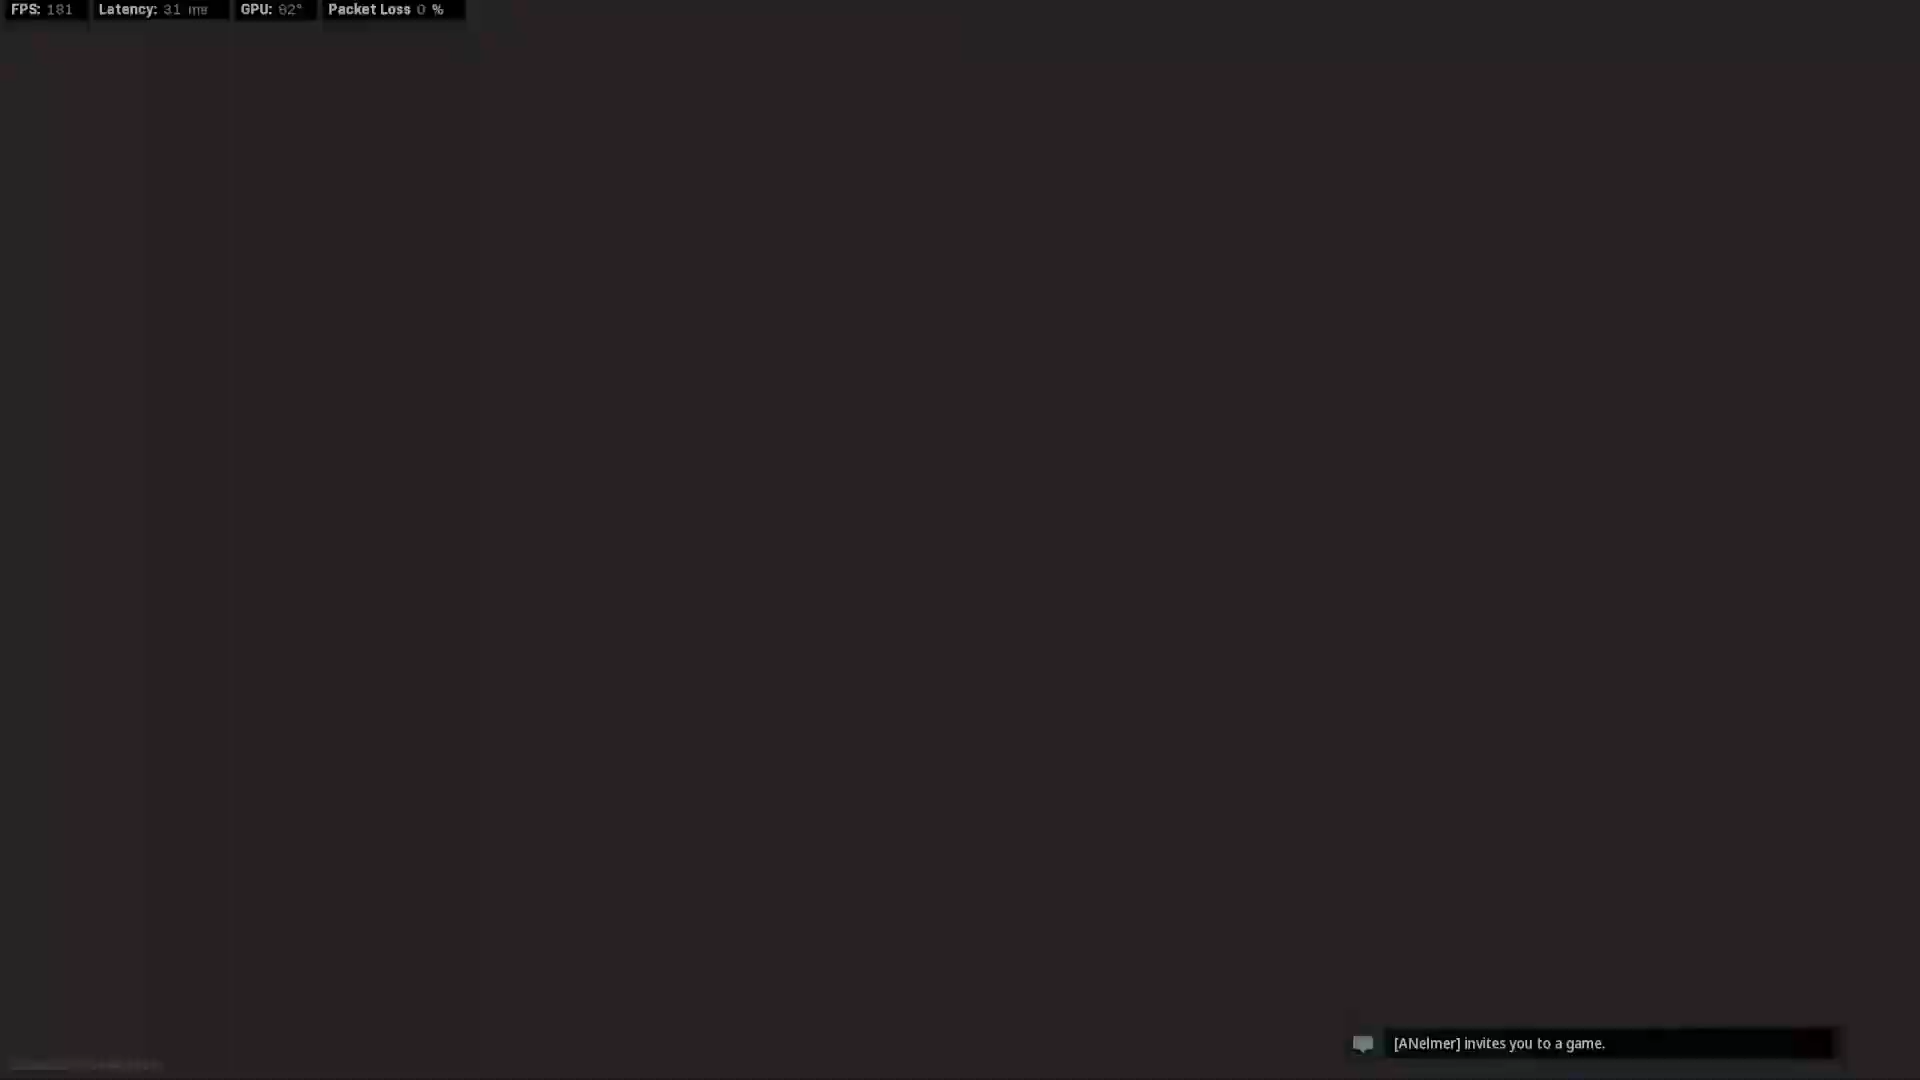 FPS: 181 Latency: 31 ms GPU: 82° Packet Loss 0 %
[ANelmer] invites you to a game.